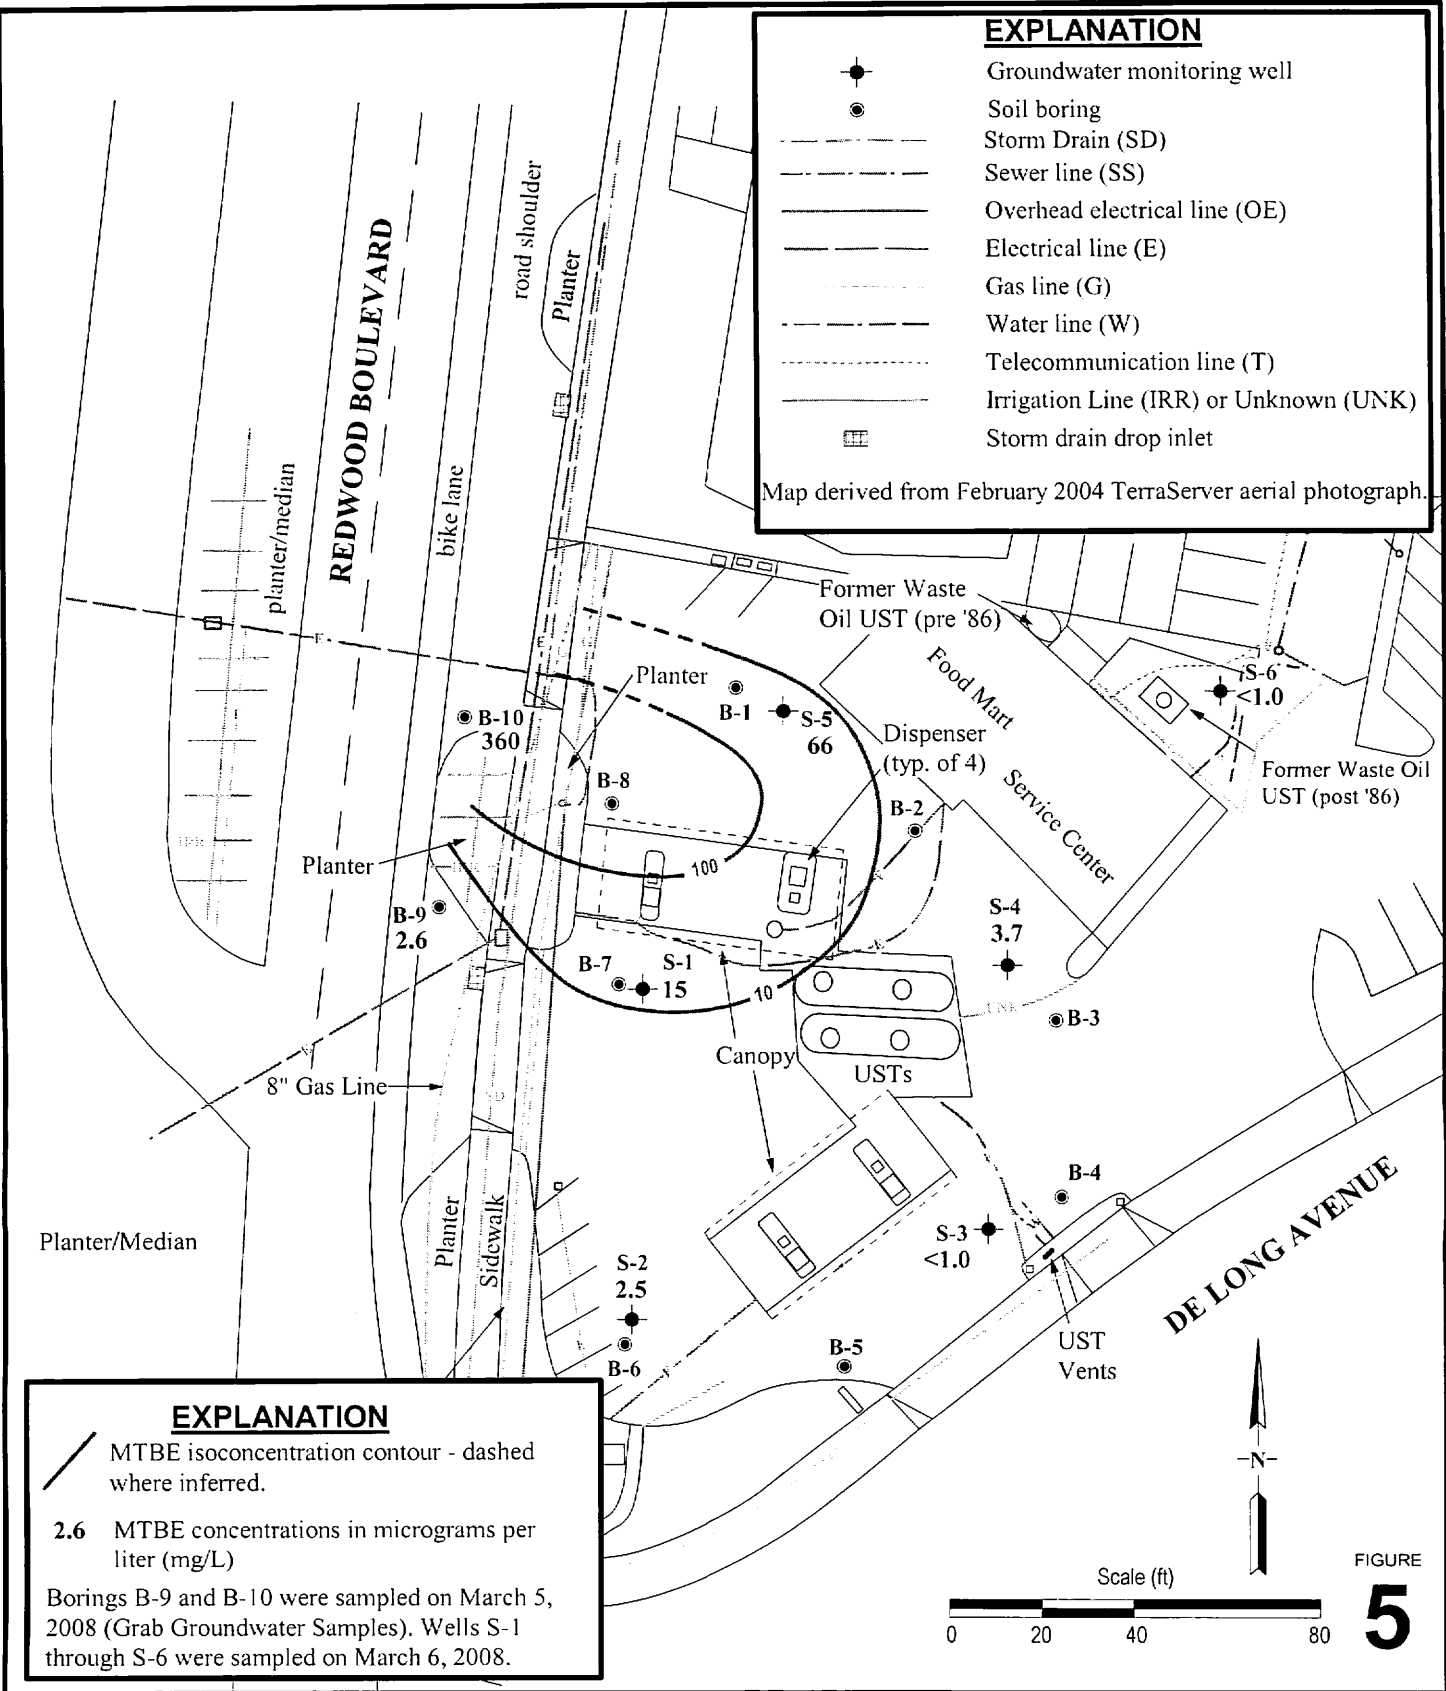 EXPLANATION
Groundwater monitoring well
Soil boring
Storm Drain (SD)
Sewer line (SS)
Overhead electrical line (OE)
Electrical line (E)
Gas line (G)
Water line (W)
Telecommunication line (T)
Irrigation Line (IRR) or Unknown (UNK)
Storm drain drop inlet
Map derived from February 2004 TerraServer aerial photograph.
REDWOOD BOULEVARD
road shoulder
Planter
bike lane
planter/median
Former Waste
Oil UST (pre '86)
Food Mart
Service Center
S-6
<1.0
Former Waste Oil
UST (post '86)
Planter
B-1
S-5
66
Dispenser
(typ. of 4)
B-10
360
B-8
B-2
100
Planter
IRR
B-9
2.6
S-4
3.7
B-7
S-1
15
10
UNK
B-3
Canopy
USTs
8" Gas Line
SD
B-4
S-3
<1.0
Planter
Sidewalk
Planter/Median
S-2
2.5
B-6
B-5
UST
Vents
DE LONG AVENUE
EXPLANATION
MTBE isoconcentration contour - dashed
where inferred.
2.6 MTBE concentrations in micrograms per
liter (mg/L)
Borings B-9 and B-10 were sampled on March 5,
2008 (Grab Groundwater Samples). Wells S-1
through S-6 were sampled on March 6, 2008.
-N-
Scale (ft)
0 20 40 80
FIGURE
5